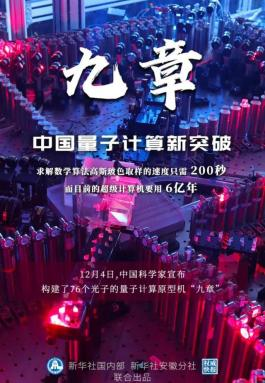 九章
中国量子计算新突破
求解数学算法高斯玻色取样的速度只需 200秒
而目前的超级计算机要用 6亿年
12月4日,中国科学家宣布
构建了76个光子的量子计算原型机“九章”
新华社国内部 新华社安徽分社
联合出品
权威
快报